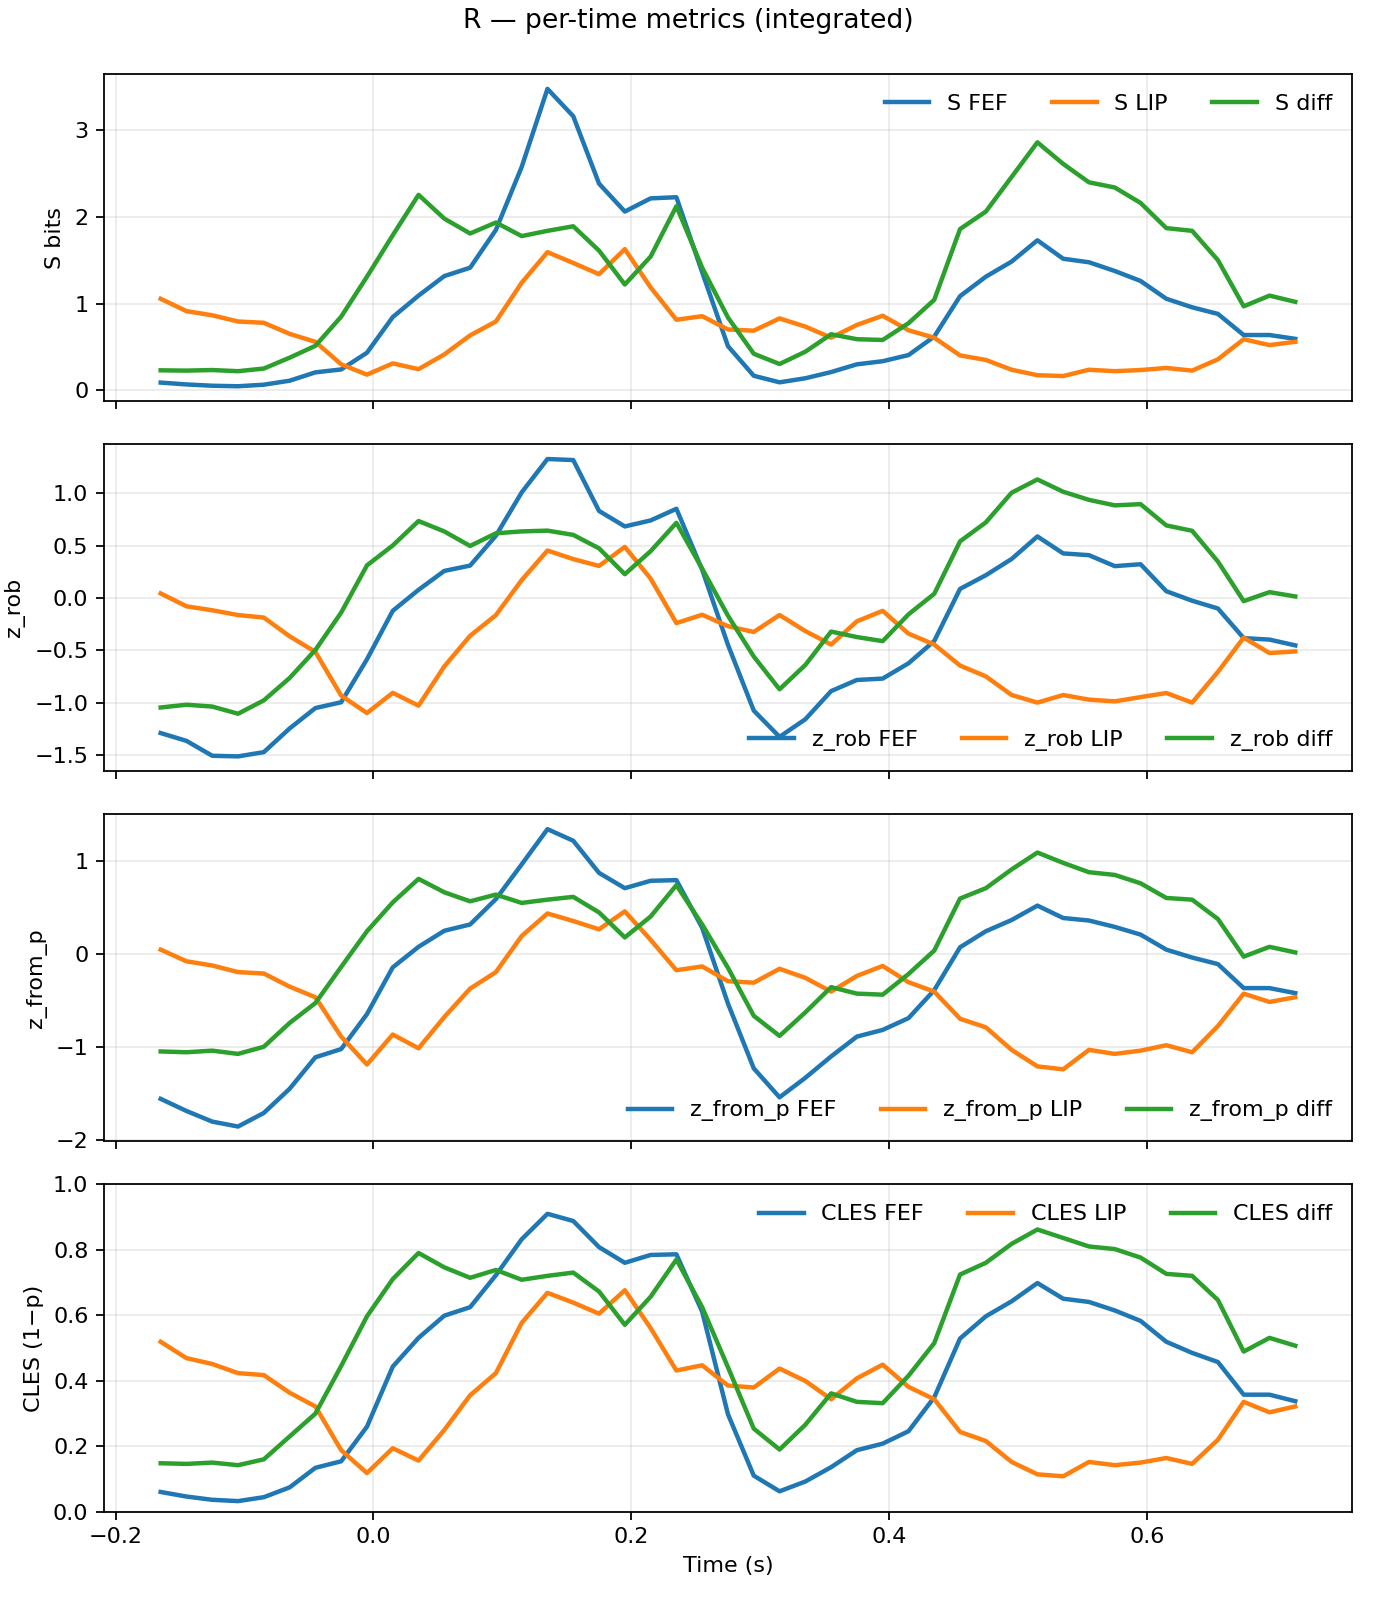 R — per-time metrics (integrated)
S bits
3
2
1
0
S FEF S LIP S diff
z_rob
1.0
0.5
0.0
−0.5
−1.0
−1.5
z_rob FEF z_rob LIP z_rob diff
z_from_p
1
0
−1
−2
z_from_p FEF z_from_p LIP z_from_p diff
CLES (1−p)
1.0
0.8
0.6
0.4
0.2
0.0
CLES FEF CLES LIP CLES diff
−0.2 0.0 0.2 0.4 0.6
Time (s)